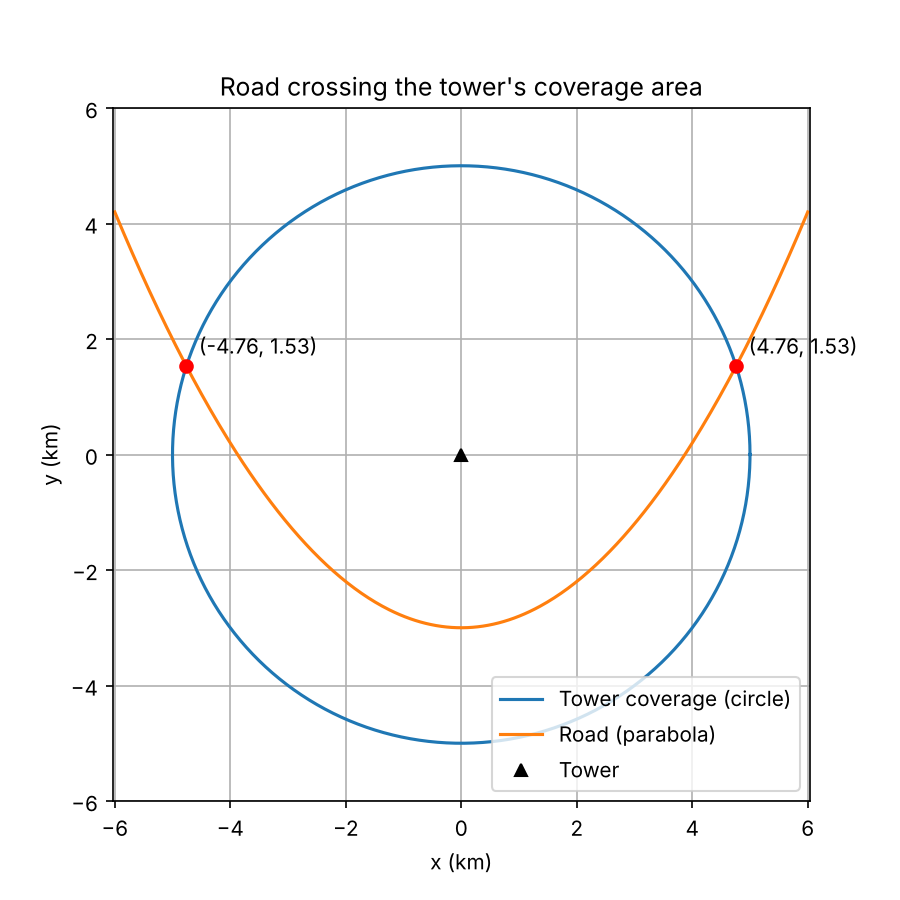 Road crossing the tower's coverage area
6
4
2
0
−2
−4
−6
y (km)
(-4.76, 1.53)
(4.76, 1.53)
Tower coverage (circle)
Road (parabola)
Tower
−6 −4 −2 0 2 4 6
x (km)